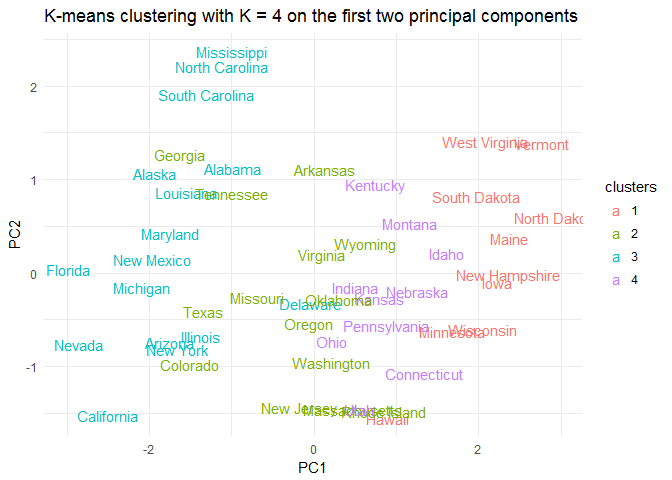 K-means clustering with K = 4 on the first two principal components
Mississippi
North Carolina
South Carolina
West Virginia
Vermont
Georgia
Alaska
Alabama
Arkansas
Kentucky
Louisiana
Tennessee
South Dakota
North Dako
Montana
Maryland
Wyoming
Maine
Virginia
Idaho
New Mexico
Florida
New Hampshire
Iowa
Michigan
Indiana
Nebraska
Missouri
Oklahoma
Kansas
Delaware
Texas
Oregon
Pennsylvania
Wisconsin
Minnesota
Illinois
Arizona
New York
Ohio
Nevada
Colorado
Washington
Connecticut
New Jersey
Massachusetts
Rhode Island
California
Hawaii
2
1
0
-1
PC2
-2
0
2
PC1
clusters
a 1
a 2
a 3
a 4